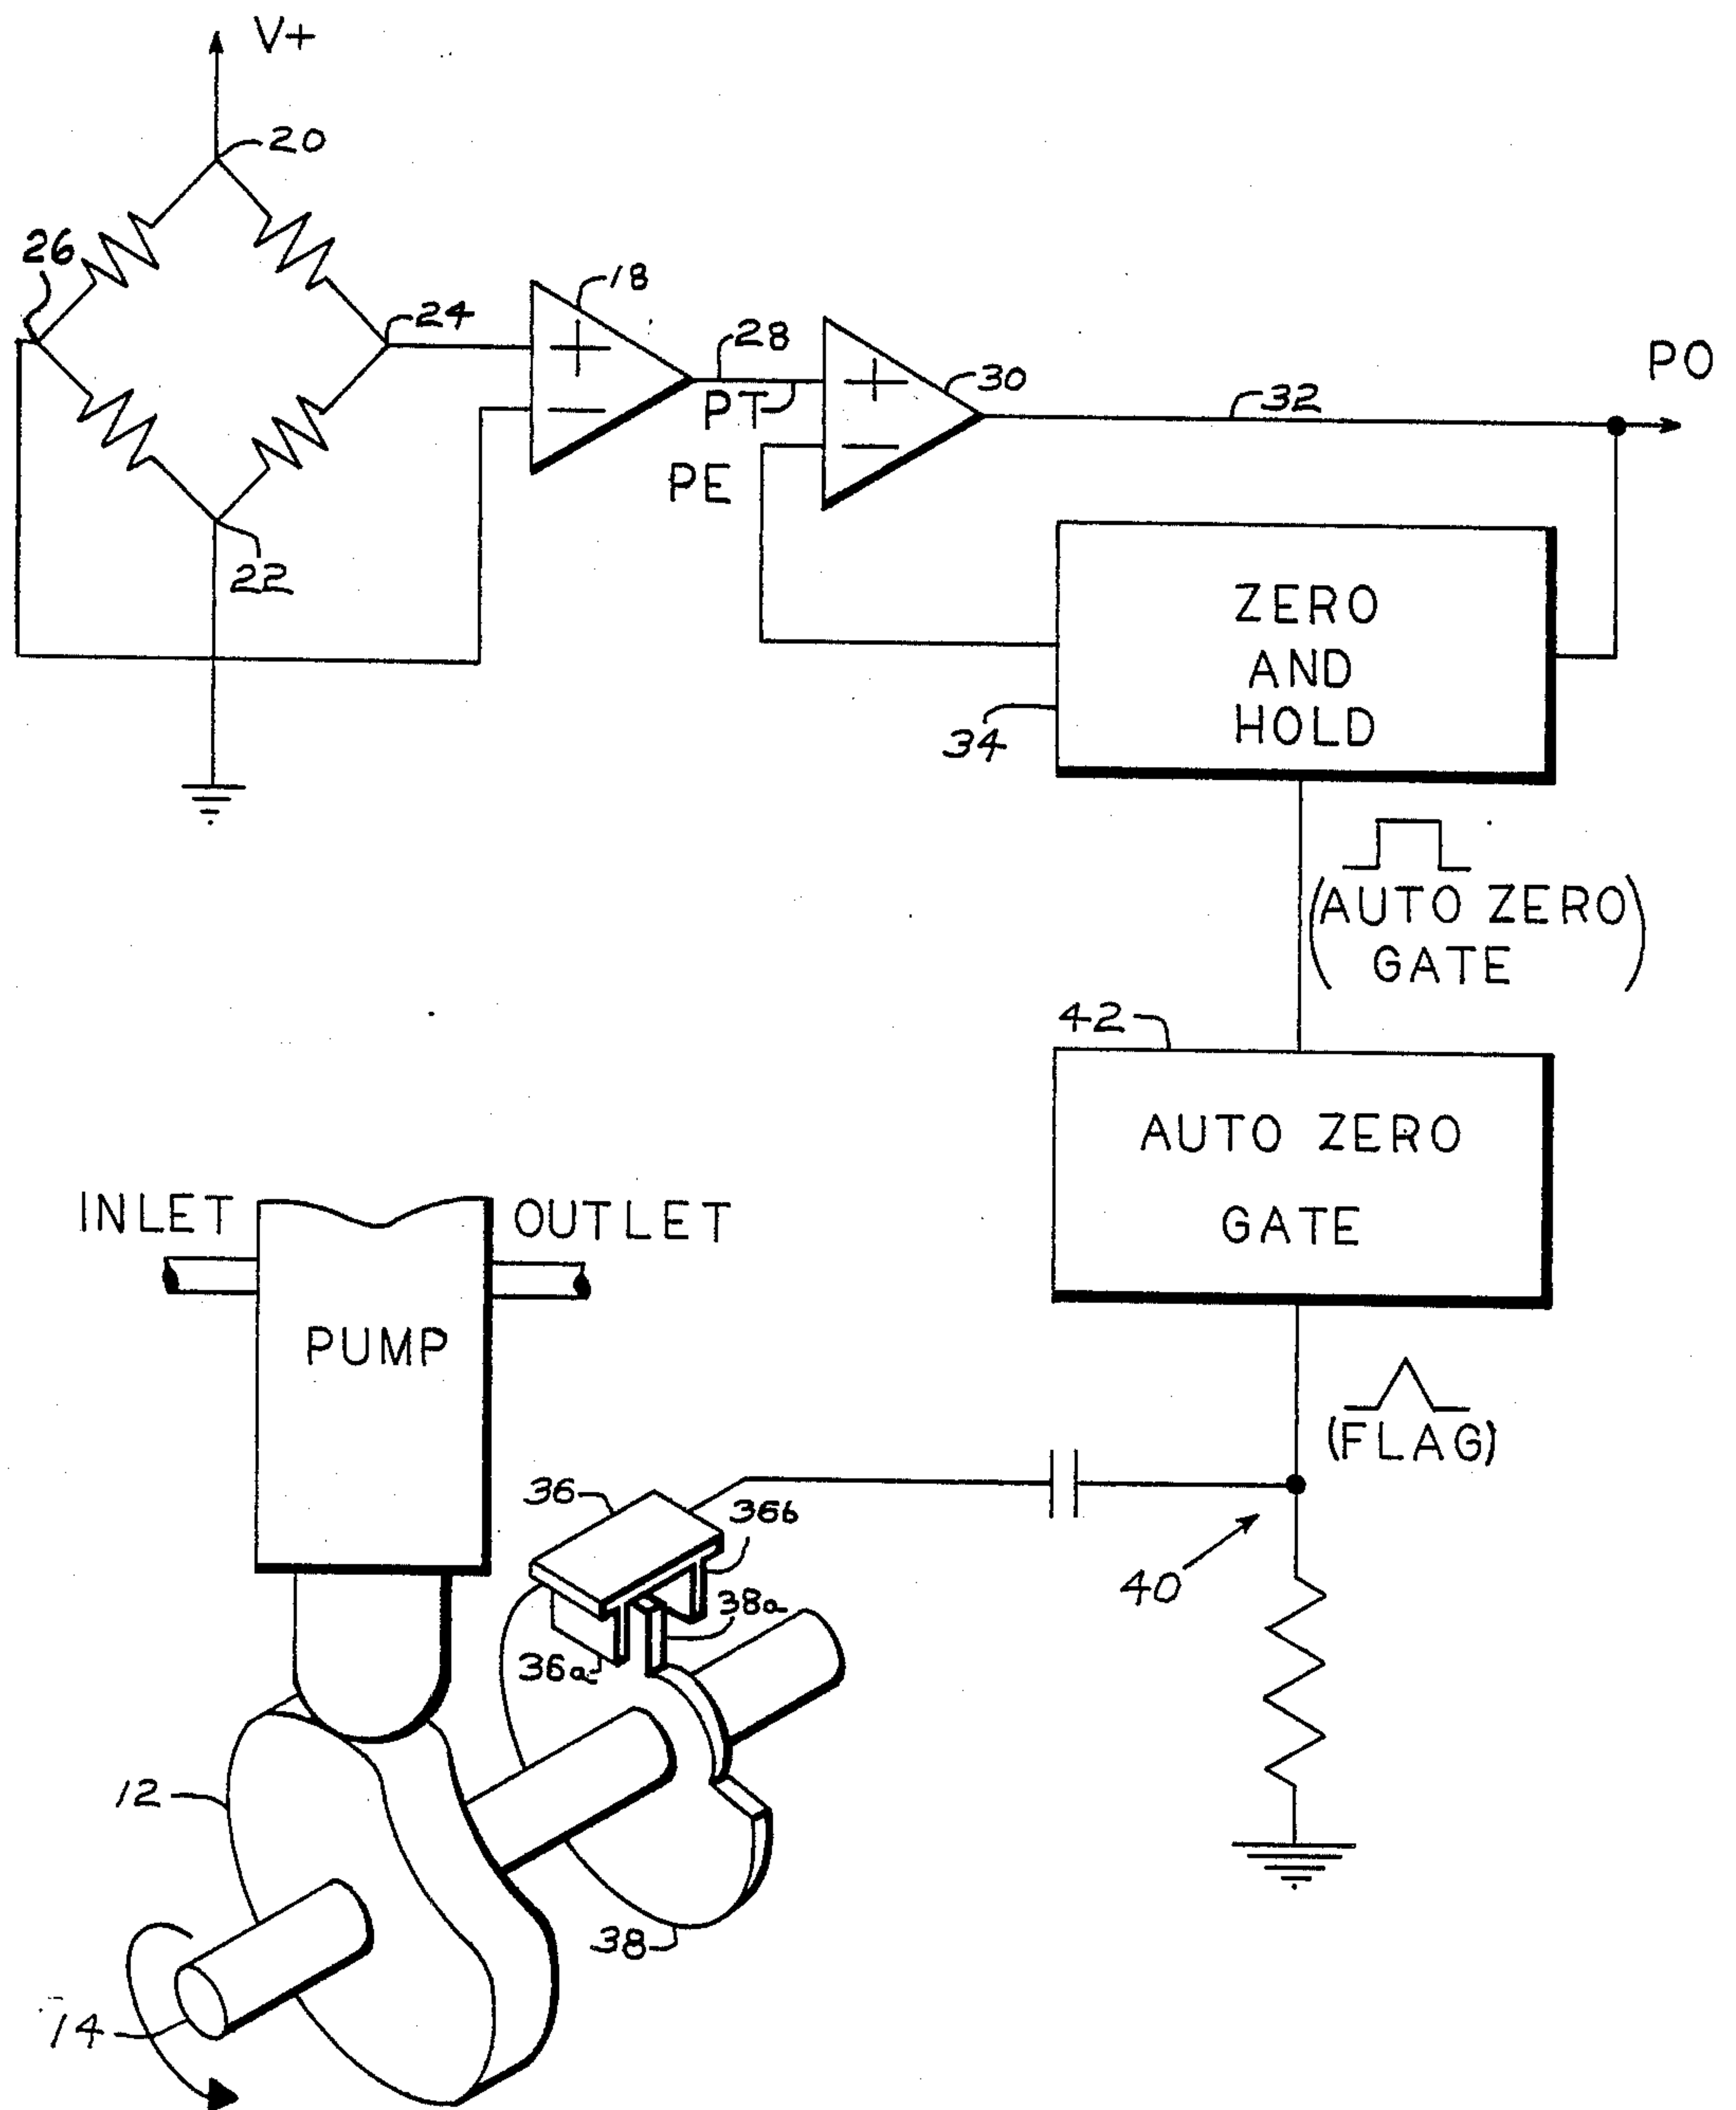 V+
20
26
18
24
28
30
PO
PT
32
PE
22
ZERO
AND
HOLD
34
(AUTO ZERO)
GATE
42
AUTO ZERO
GATE
INLET
OUTLET
PUMP
(FLAG)
36
36b
38a
40
36a
12
38
14